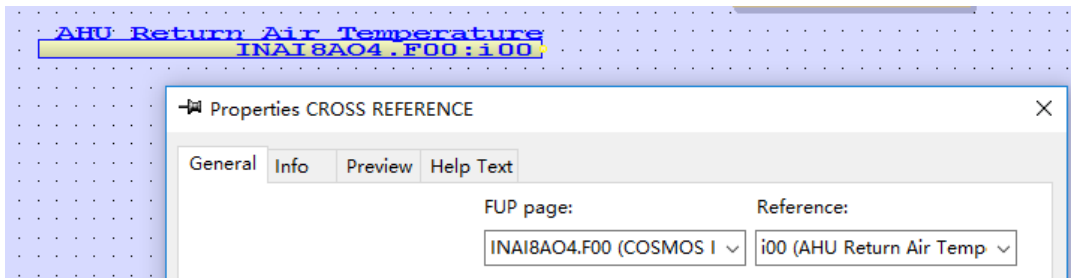 AHU Return Air Temperature
INAI8AO4.F00:i00
Properties CROSS REFERENCE
General Info Preview Help Text
FUP page: Reference:
INAI8AO4.F00 (COSMOS I i00 (AHU Return Air Temp